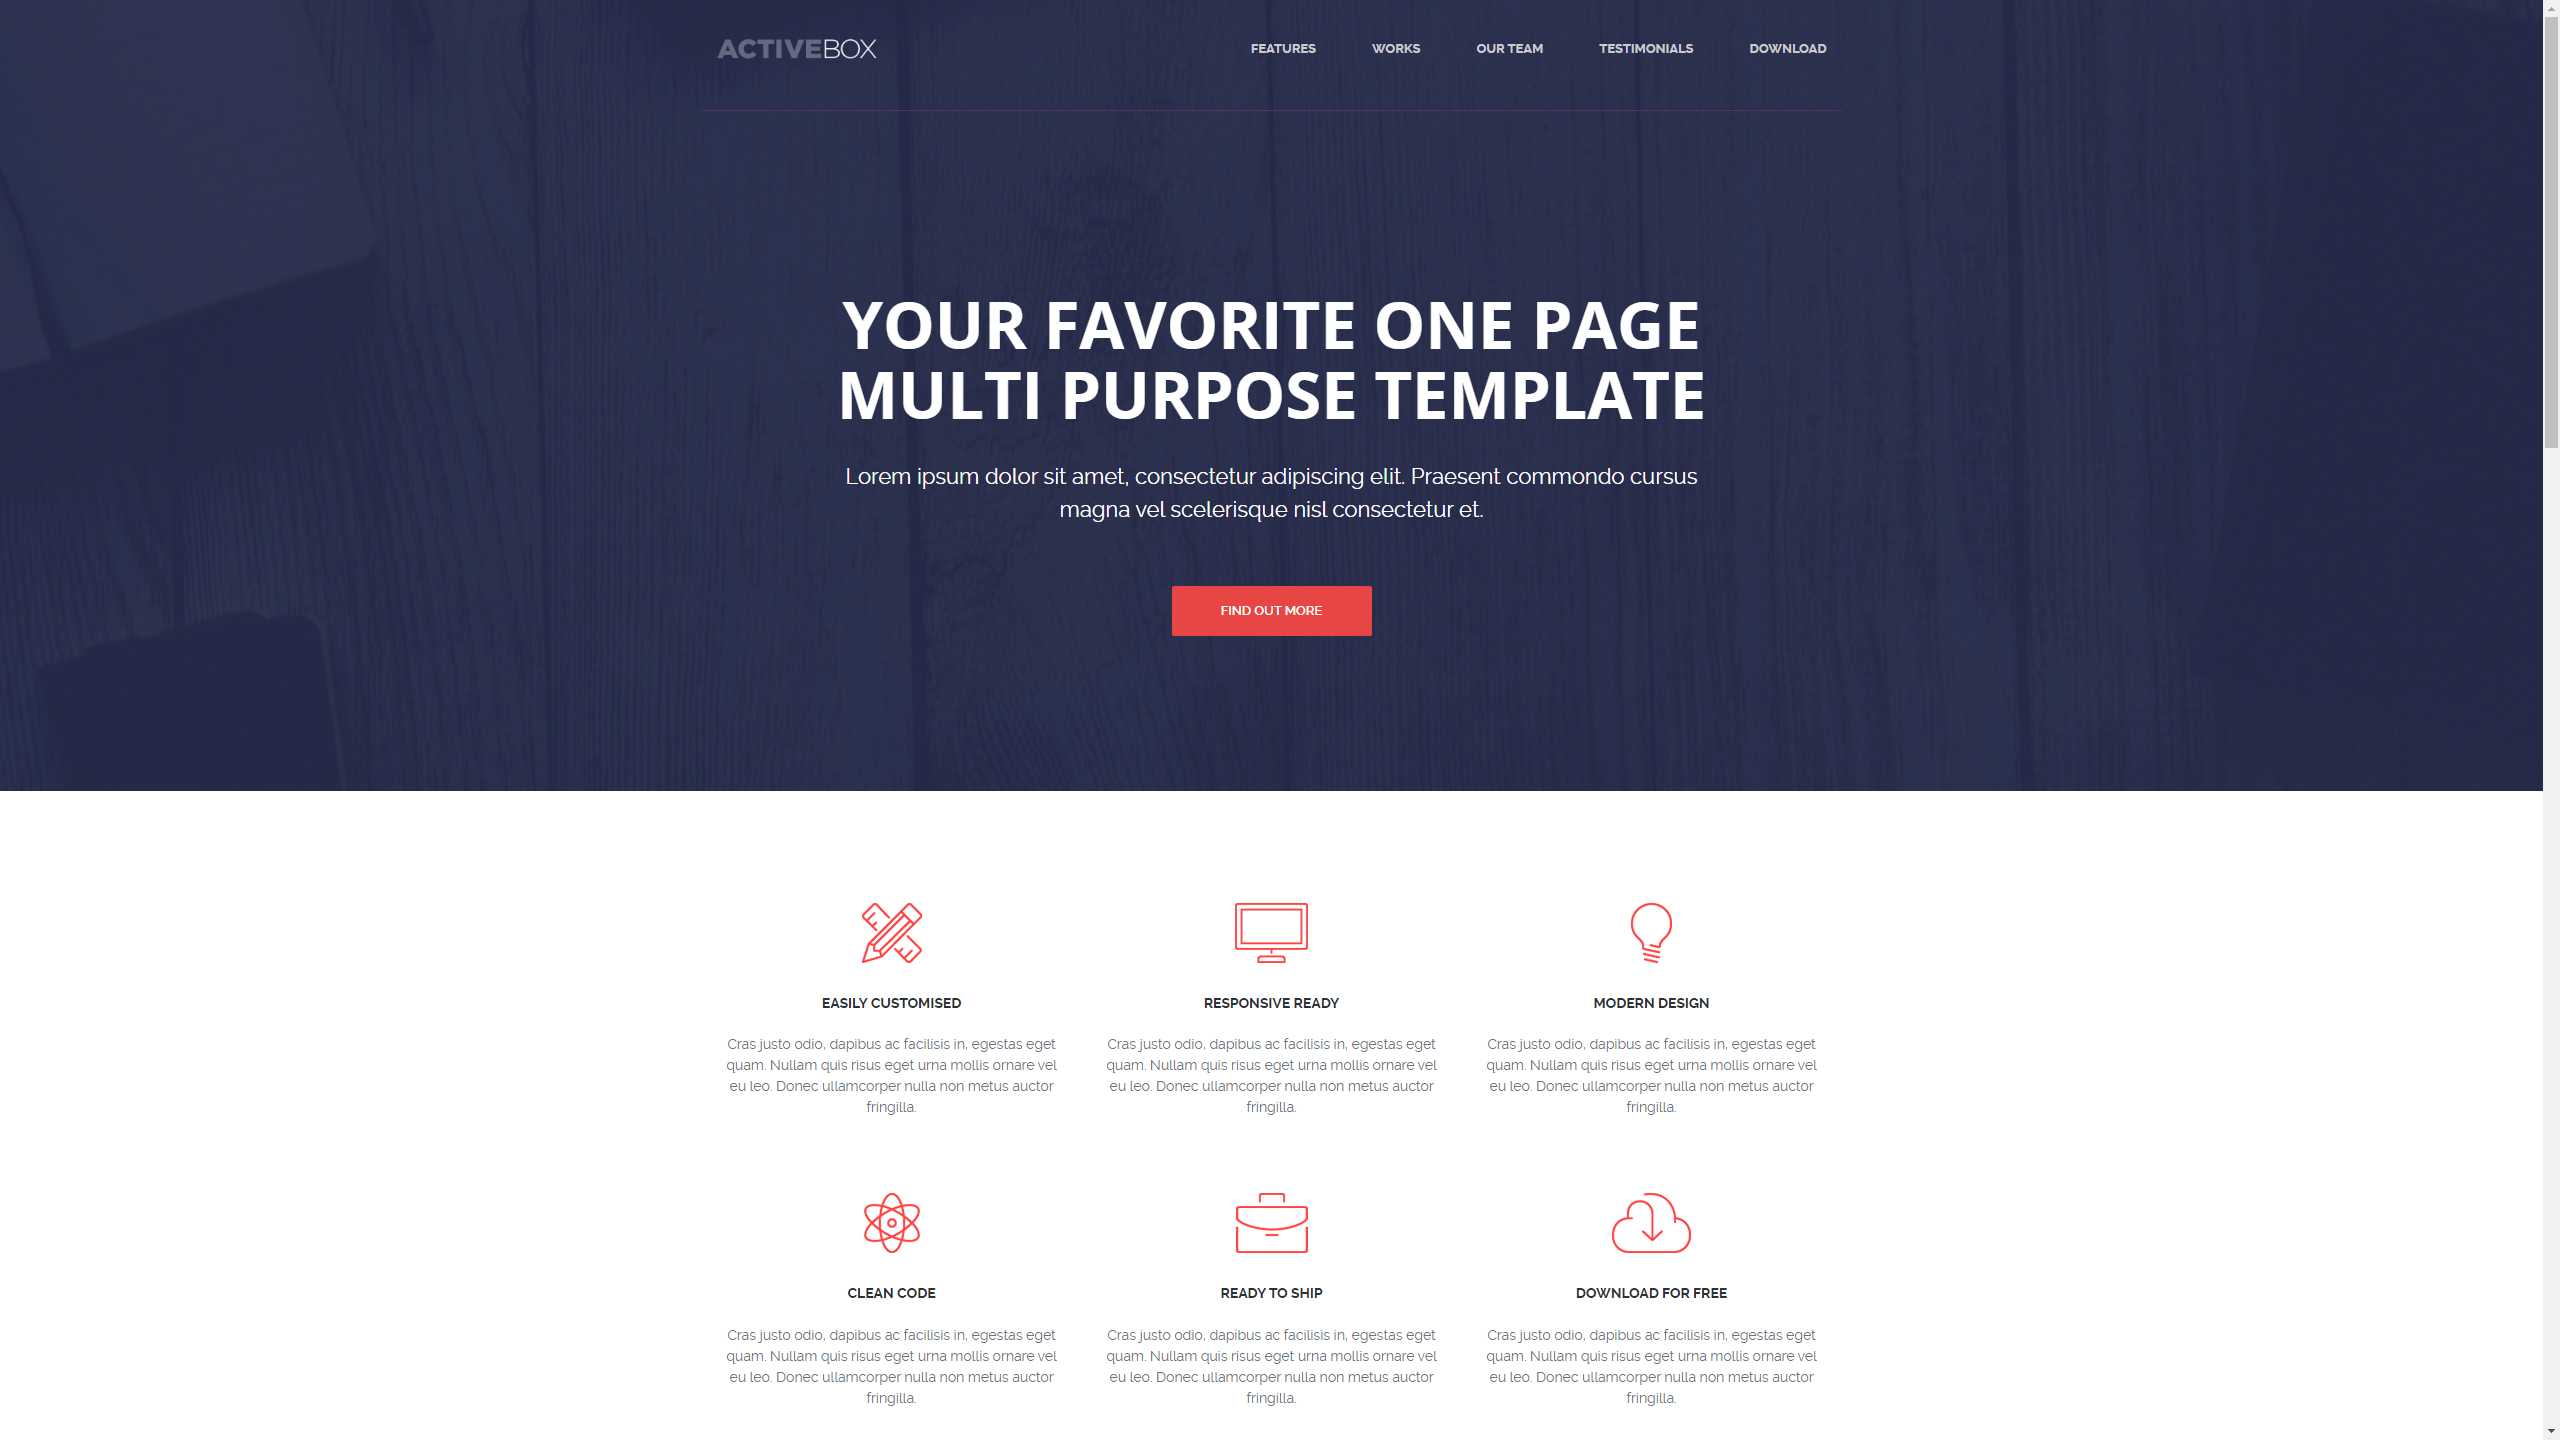 ACTIVEBOX
FEATURES WORKS OUR TEAM TESTIMONIALS DOWNLOAD
YOUR FAVORITE ONE PAGE
MULTI PURPOSE TEMPLATE
Lorem ipsum dolor sit amet, consectetur adipiscing elit. Praesent commondo cursus
magna vel scelerisque nisl consectetur et.
FIND OUT MORE
EASILY CUSTOMISED
Cras justo odio, dapibus ac facilisis in, egestas eget
quam. Nullam quis risus eget urna mollis ornare vel
eu leo. Donec ullamcorper nulla non metus auctor
fringilla.
RESPONSIVE READY
Cras justo odio, dapibus ac facilisis in, egestas eget
quam. Nullam quis risus eget urna mollis ornare vel
eu leo. Donec ullamcorper nulla non metus auctor
fringilla.
MODERN DESIGN
Cras justo odio, dapibus ac facilisis in, egestas eget
quam. Nullam quis risus eget urna mollis ornare vel
eu leo. Donec ullamcorper nulla non metus auctor
fringilla.
CLEAN CODE
Cras justo odio, dapibus ac facilisis in, egestas eget
quam. Nullam quis risus eget urna mollis ornare vel
eu leo. Donec ullamcorper nulla non metus auctor
fringilla.
READY TO SHIP
Cras justo odio, dapibus ac facilisis in, egestas eget
quam. Nullam quis risus eget urna mollis ornare vel
eu leo. Donec ullamcorper nulla non metus auctor
fringilla.
DOWNLOAD FOR FREE
Cras justo odio, dapibus ac facilisis in, egestas eget
quam. Nullam quis risus eget urna mollis ornare vel
eu leo. Donec ullamcorper nulla non metus auctor
fringilla.